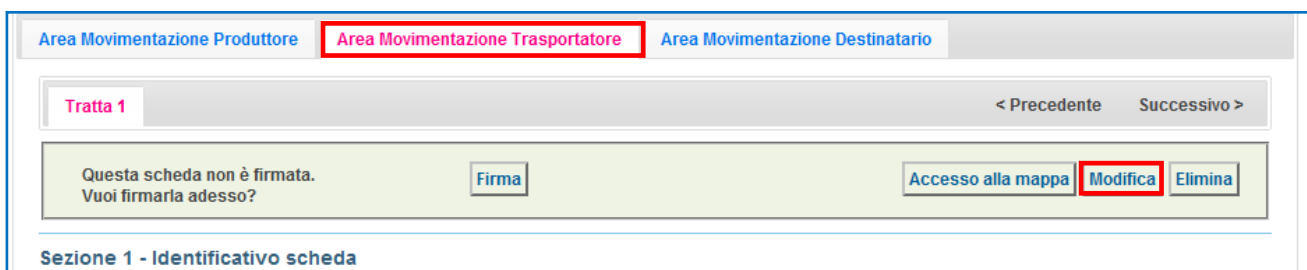 Area Movimentazione Produttore Area Movimentazione Trasportatore Area Movimentazione Destinatario
Tratta 1 < Precedente Successivo >
Questa scheda non è firmata. Firma Accesso alla mappa Modifica Elimina
Vuoi firmarla adesso?
Sezione 1 - Identificativo scheda